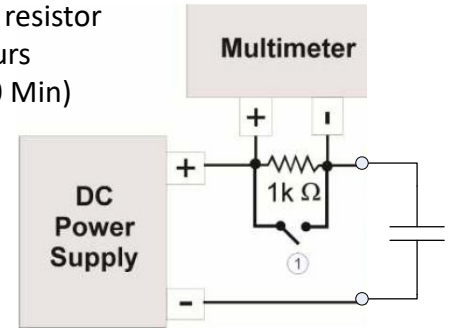 resistor
urs
Min)
Multimeter
+ -
+
1k Ω
DC
Power
Supply
1
-